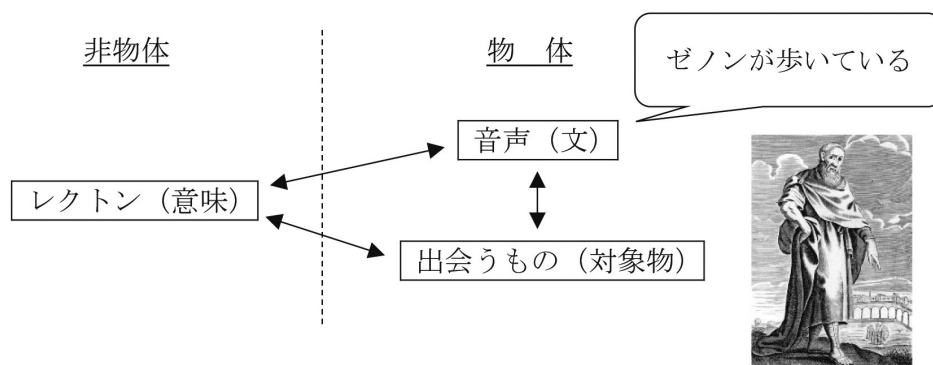 非物体
物　体
ゼノンが歩いている
音声（文）
レクトン（意味）
出会うもの（対象物）